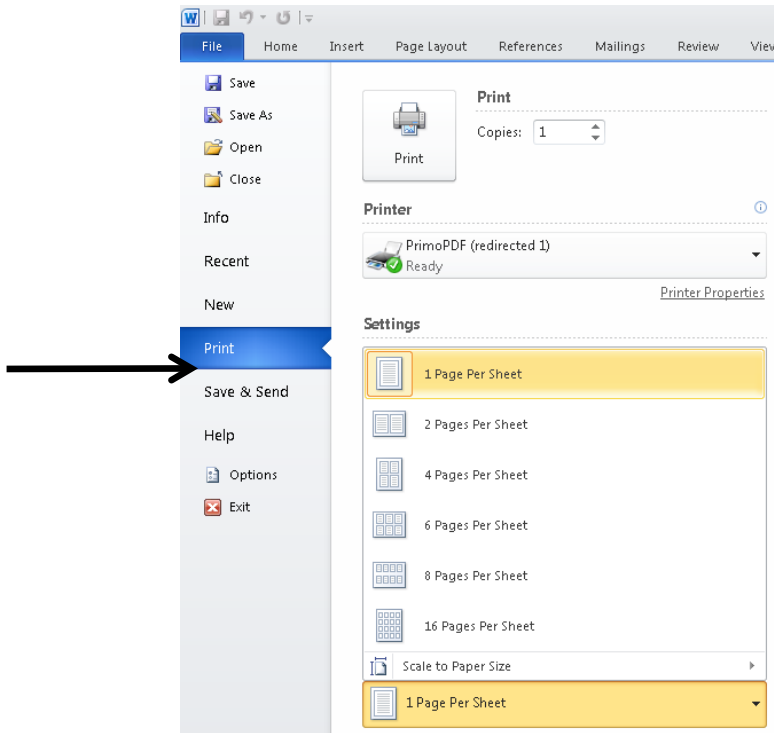 W
File Home Insert Page Layout References Mailings Review View
Save
Save As
Open
Close
Info
Recent
New
Print
Save & Send
Help
Options
Exit
Print
Print
Copies: 1
Printer
PrimoPDF (redirected 1)
Ready
Printer Properties
Settings
1 Page Per Sheet
2 Pages Per Sheet
4 Pages Per Sheet
6 Pages Per Sheet
8 Pages Per Sheet
16 Pages Per Sheet
Scale to Paper Size
1 Page Per Sheet